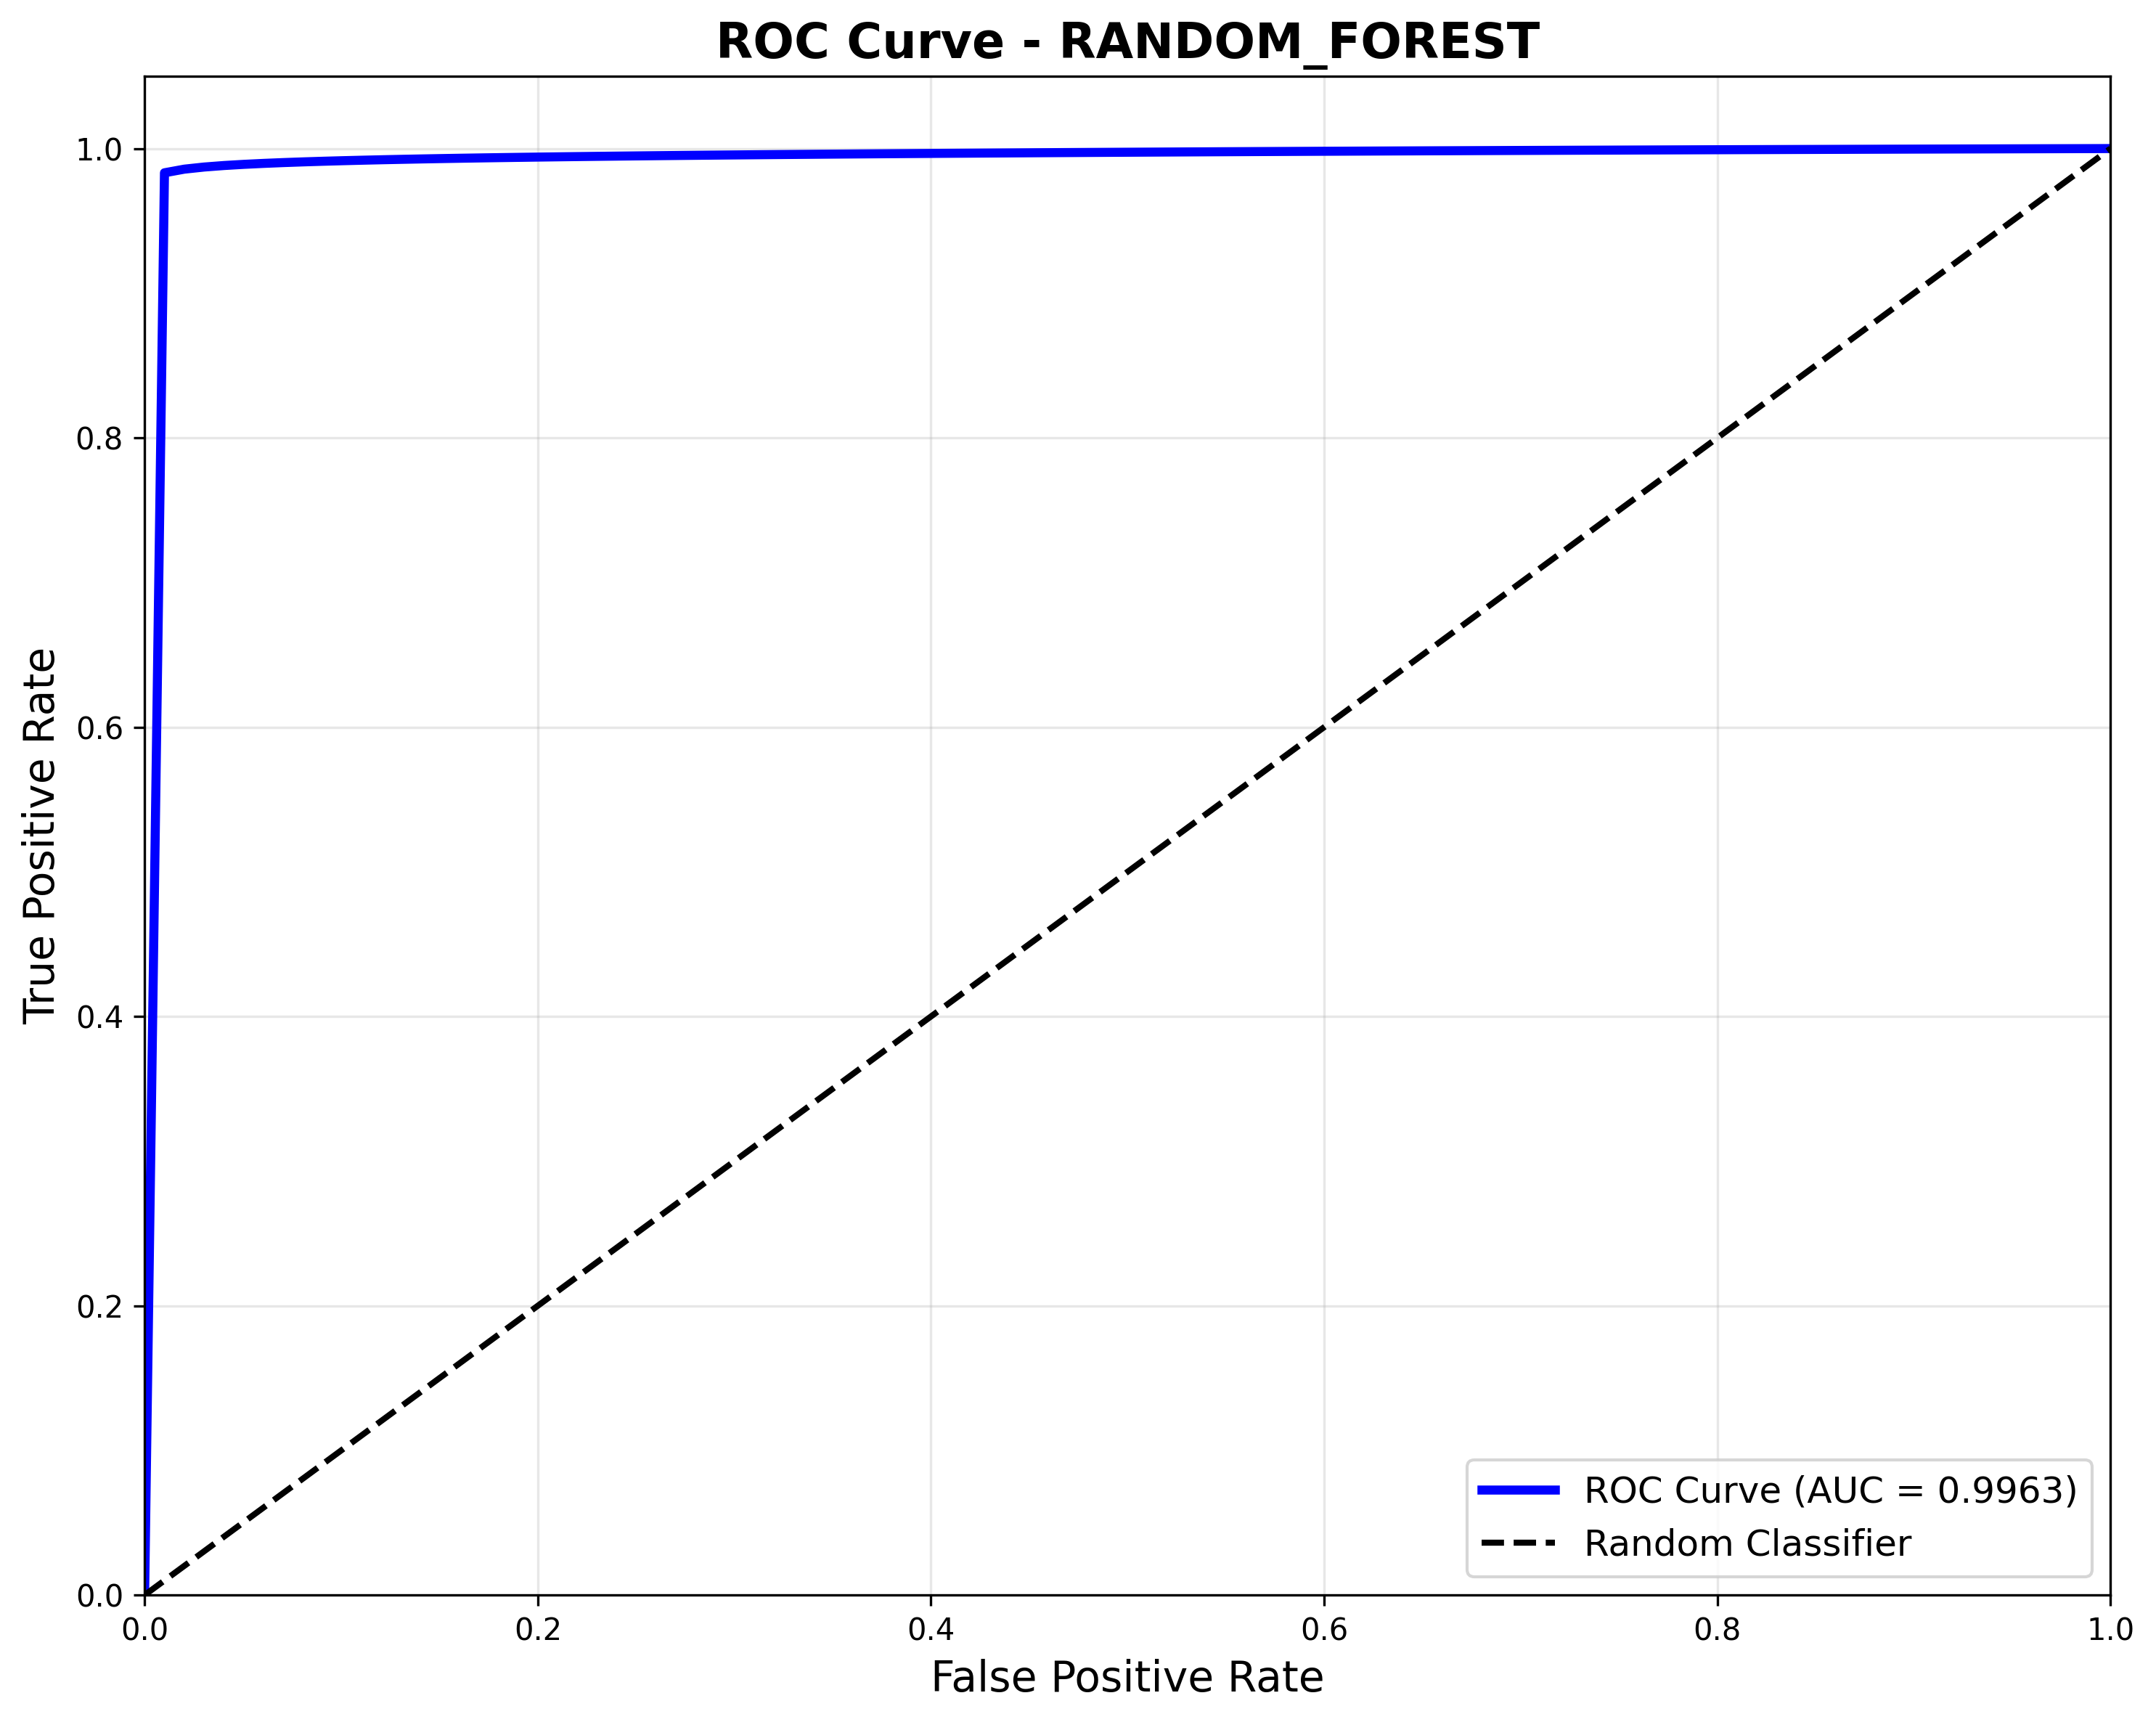 ROC Curve - RANDOM_FOREST
True Positive Rate
1.0
0.8
0.6
0.4
0.2
0.0
0.0 0.2 0.4 0.6 0.8 1.0
False Positive Rate
ROC Curve (AUC = 0.9963)
Random Classifier